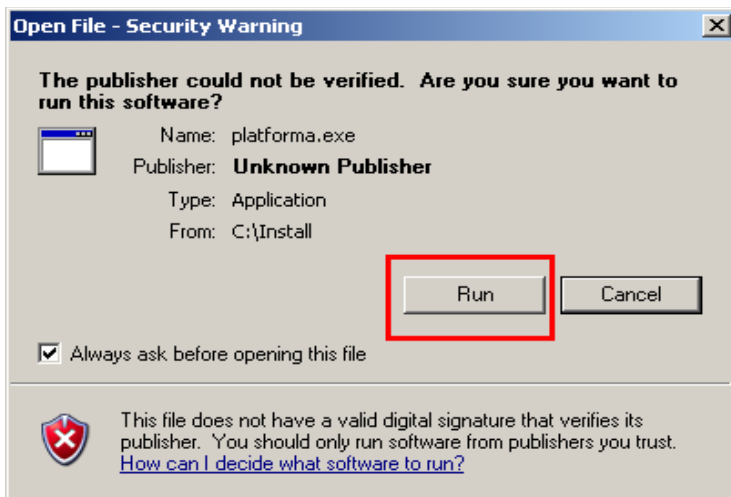 Open File - Security Warning
The publisher could not be verified.  Are you sure you want to
run this software?
Name: platforma.exe
Publisher: Unknown Publisher
Type: Application
From: C:\Install
Run Cancel
Always ask before opening this file
This file does not have a valid digital signature that verifies its
publisher.  You should only run software from publishers you trust.
How can I decide what software to run?